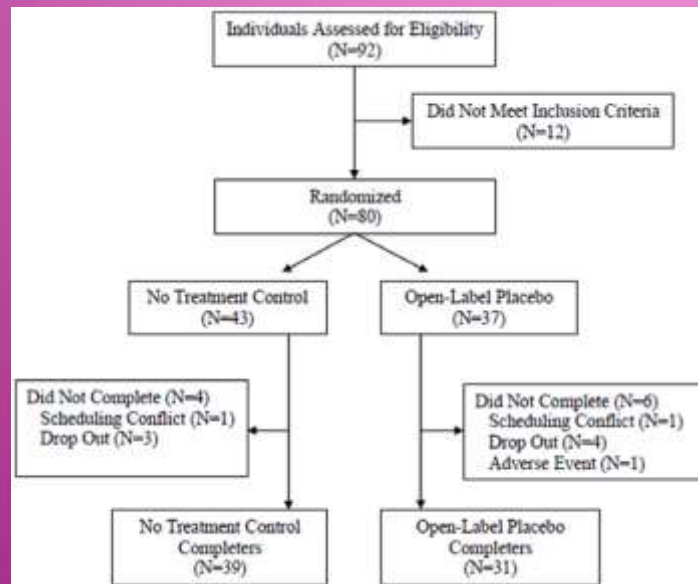 Individuals Assessed for Eligibility
(N=92)
Did Not Meet Inclusion Criteria
(N=12)
Randomized
(N=80)
No Treatment Control
(N=43)
Open-Label Placebo
(N=37)
Did Not Complete (N=4)
Scheduling Conflict (N=1)
Drop Out (N=3)
Did Not Complete (N=6)
Scheduling Conflict (N=1)
Drop Out (N=4)
Adverse Event (N=1)
No Treatment Control
Completers
(N=39)
Open-Label Placebo
Completers
(N=31)